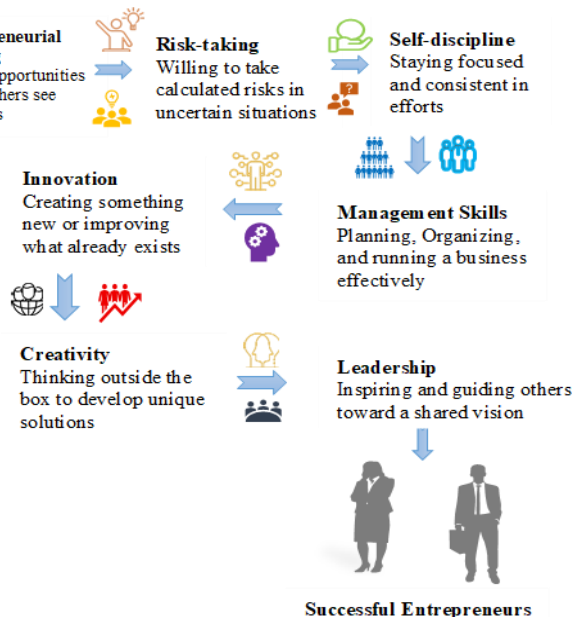 eneurial
pportunities
hers see
Risk-taking
Willing to take
calculated risks in
uncertain situations
Self-discipline
Staying focused
and consistent in
efforts
Innovation
Creating something
new or improving
what already exists
Management Skills
Planning, Organizing,
and running a business
effectively
Creativity
Thinking outside the
box to develop unique
solutions
Leadership
Inspiring and guiding others
toward a shared vision
Successful Entrepreneurs